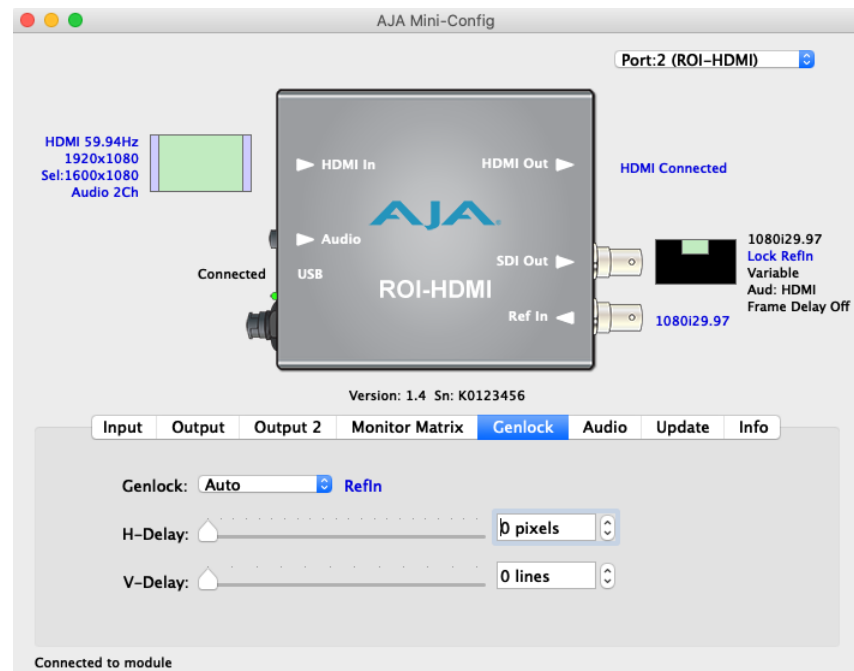 AJA Mini-Config
Port:2 (ROI-HDMI)
HDMI 59.94Hz
1920x1080
Sel:1600x1080
Audio 2Ch
HDMI In
HDMI Out
HDMI Connected
AJA
Audio
Connected
USB
SDI Out
ROI-HDMI
Ref In
1080i29.97
Lock RefIn
Variable
Aud: HDMI
Frame Delay Off
1080i29.97
Version: 1.4 Sn: K0123456
Input Output Output 2 Monitor Matrix Genlock Audio Update Info
Genlock: Auto RefIn
H-Delay: 0 pixels
V-Delay: 0 lines
Connected to module